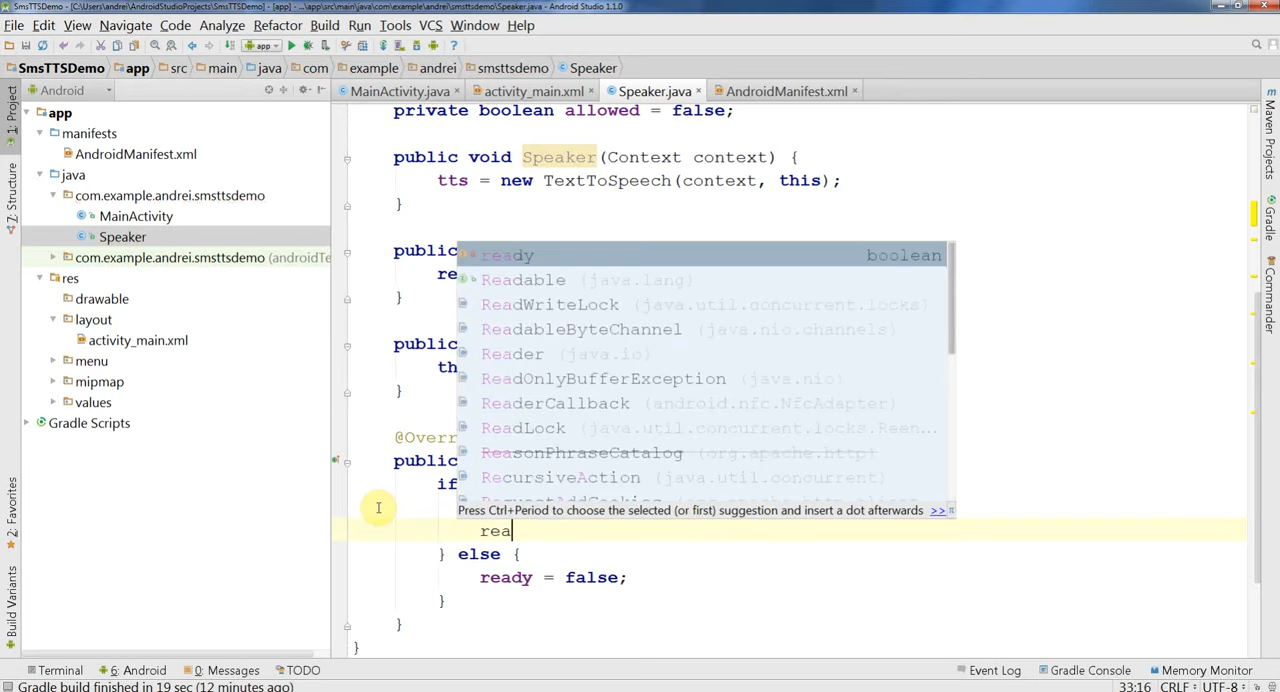 SmsTTSDemo - [C:\Users\andrei\AndroidStudioProjects\SmsTTSDemo] - [app] - ...\app\src\main\java\com\example\andrei\smsttsdemo\Speaker.java - Android Studio 1.1.0
File Edit View Navigate Code Analyze Refactor Build Run Tools VCS Window Help
app
SmsTTSDemo app src main java com example andrei smsttsdemo Speaker
Android MainActivity.java × activity_main.xml × Speaker.java × AndroidManifest.xml ×
1: Project
7: Structure
2: Favorites
Build Variants
app
manifests
AndroidManifest.xml
java
com.example.andrei.smsttsdemo
MainActivity
Speaker
com.example.andrei.smsttsdemo (androidTe
res
drawable
layout
activity_main.xml
menu
mipmap
values
Gradle Scripts
private boolean allowed = false;
public void Speaker(Context context) {
tts = new TextToSpeech(context, this);
}
public
re
}
public
th
}
@Overr
public
if
rea
} else {
ready = false;
}
}
}
ready boolean
Readable (java.lang)
ReadWriteLock (java.util.concurrent.locks)
ReadableByteChannel (java.nio.channels)
Reader (java.io)
ReadOnlyBufferException (java.nio)
ReaderCallback (android.nfc.NfcAdapter)
ReadLock (java.util.concurrent.locks.Reen...
ReasonPhraseCatalog (org.apache.http)
RecursiveAction (java.util.concurrent)
Press Ctrl+Period to choose the selected (or first) suggestion and insert a dot afterwards >> π
Maven Projects
Gradle
Commander
Terminal 6: Android 0: Messages TODO Event Log Gradle Console Memory Monitor
Gradle build finished in 19 sec (12 minutes ago) 33:16 CRLF UTF-8